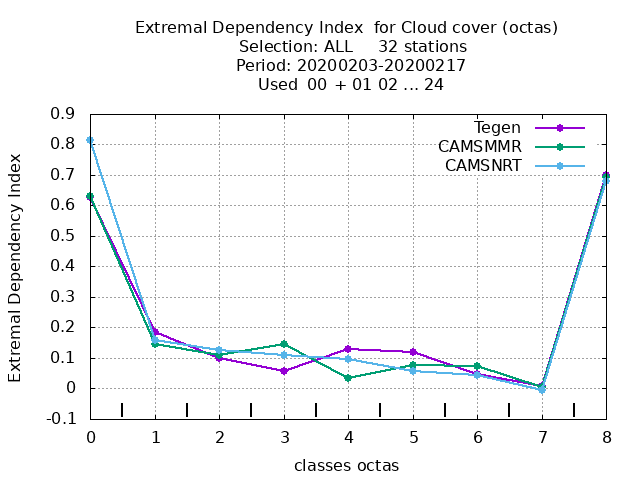 Extremal Dependency Index  for Cloud cover (octas)
Selection: ALL     32 stations
Period: 20200203-20200217
Used  00  + 01 02 ... 24
Tegen
CAMSMMR
CAMSNRT
0.9
0.8
0.7
0.6
0.5
0.4
0.3
0.2
0.1
0
-0.1
Extremal Dependency Index
0 1 2 3 4 5 6 7 8
classes octas